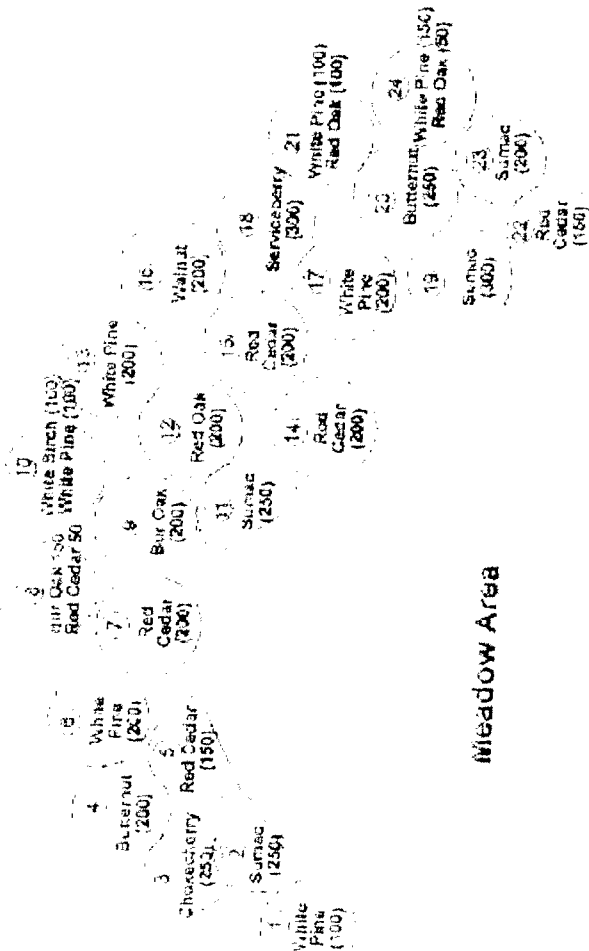 1
White
Pine
(100)
2
Sumac
(250)
3
Chokecherry
(250)
4
Butternut
(200)
5
Red Cedar
(150)
6
White
Pine
(200)
7
Red
Cedar
(200)
8
Bur Oak 150
Red Cedar 50
9
Bur Oak
(200)
10
White Birch (100)
White Pine (100)
11
Sumac
(250)
12
Red Oak
(200)
13
White Pine
(200)
14
Red
Cedar
(200)
15
Red
Cedar
(200)
16
Walnut
(200)
17
White
Pine
(200)
18
Serviceberry
(300)
19
Sumac
(300)
20
Butternut
(250)
21
White Pine (100)
Red Oak (100)
22
Red
Cedar
(150)
23
Sumac
(200)
24
White Pine (150)
Red Oak (50)
Meadow Area